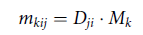 m_{kij} = D_{ji} · M_k